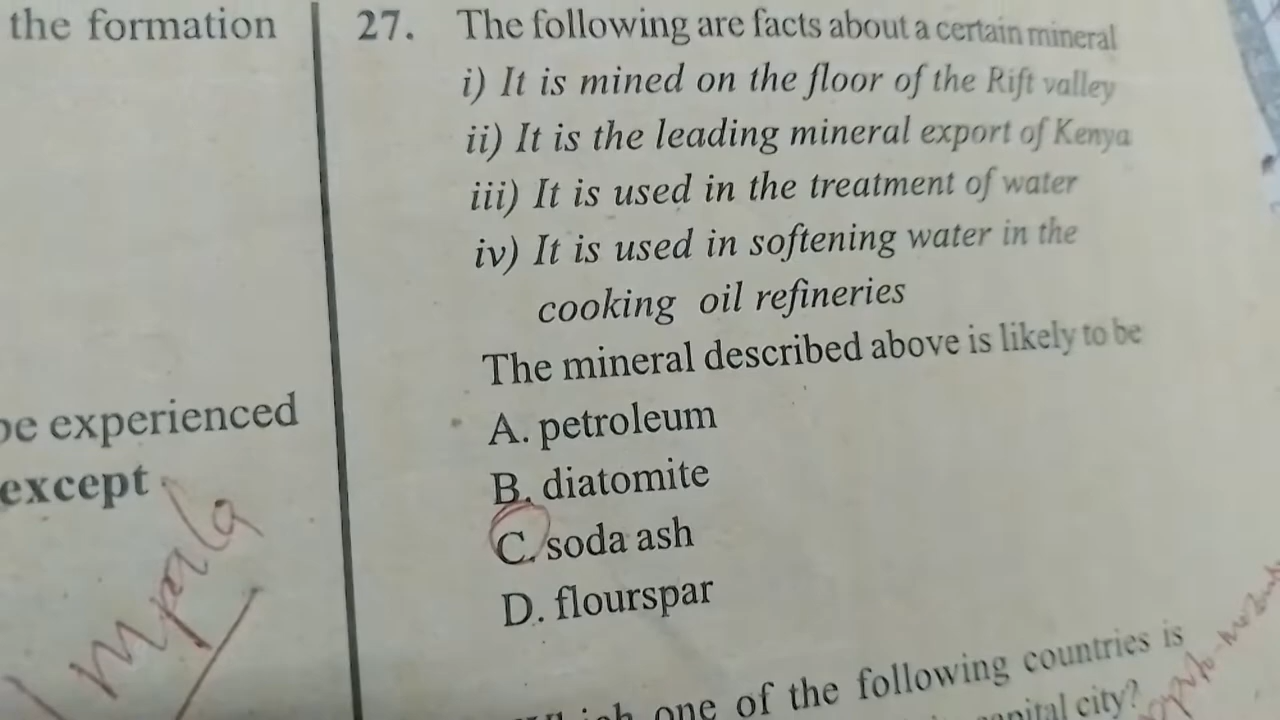 the formation
be experienced
except
Mpala
27. The following are facts about a certain mineral
i) It is mined on the floor of the Rift valley
ii) It is the leading mineral export of Kenya
iii) It is used in the treatment of water
iv) It is used in softening water in the
cooking oil refineries
The mineral described above is likely to be
A. petroleum
B. diatomite
C. soda ash
D. flourspar
one of the following countries is
capital city?